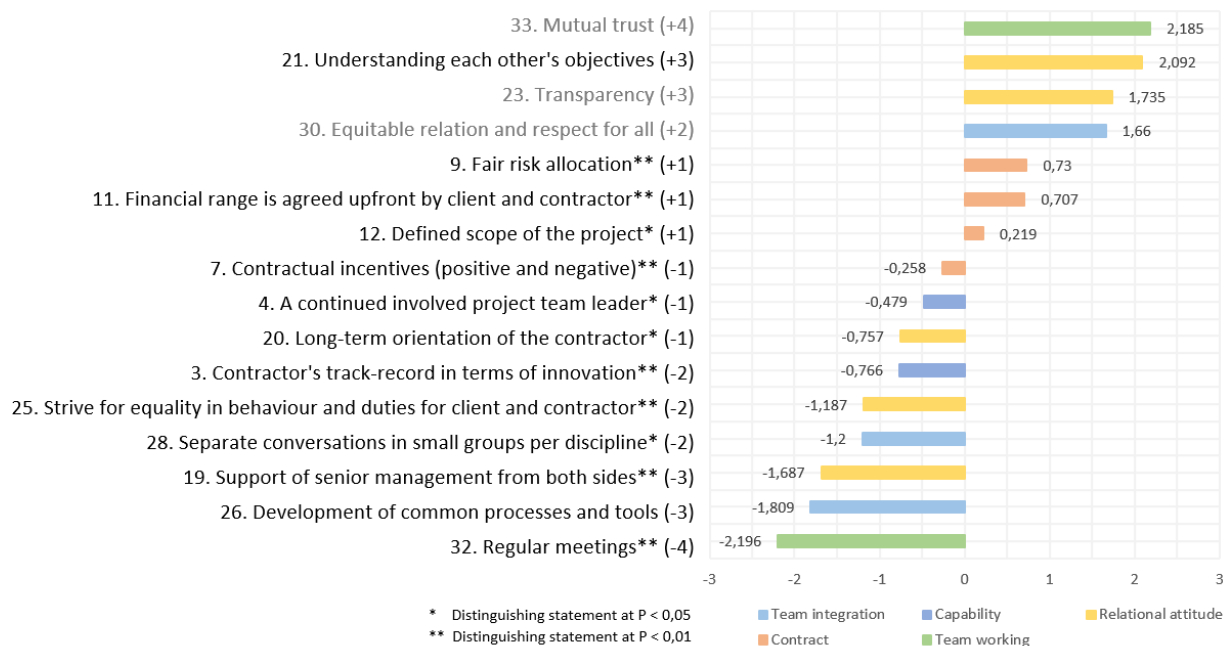 33. Mutual trust (+4) 2,185
21. Understanding each other's objectives (+3) 2,092
23. Transparency (+3) 1,735
30. Equitable relation and respect for all (+2) 1,66
9. Fair risk allocation** (+1) 0,73
11. Financial range is agreed upfront by client and contractor** (+1) 0,707
12. Defined scope of the project* (+1) 0,219
7. Contractual incentives (positive and negative)** (-1) -0,258
4. A continued involved project team leader* (-1) -0,479
20. Long-term orientation of the contractor* (-1) -0,757
3. Contractor's track-record in terms of innovation** (-2) -0,766
25. Strive for equality in behaviour and duties for client and contractor** (-2) -1,187
28. Separate conversations in small groups per discipline* (-2) -1,2
19. Support of senior management from both sides** (-3) -1,687
26. Development of common processes and tools (-3) -1,809
32. Regular meetings** (-4) -2,196
-3 -2 -1 0 1 2 3
* Distinguishing statement at P < 0,05 Team integration Capability Relational attitude
** Distinguishing statement at P < 0,01 Contract Team working